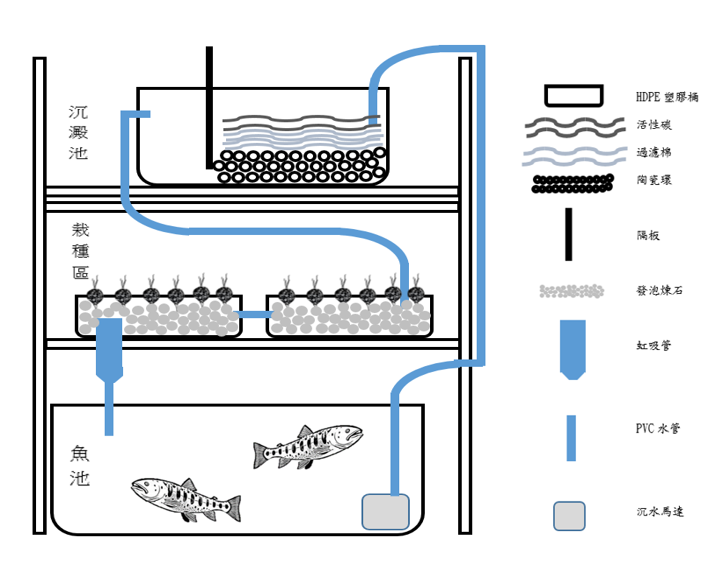 沉澱池
栽種區
魚池
HDPE 塑膠桶
活性碳
過濾棉
陶瓷環
隔板
發泡煉石
虹吸管
PVC 水管
沉水馬達